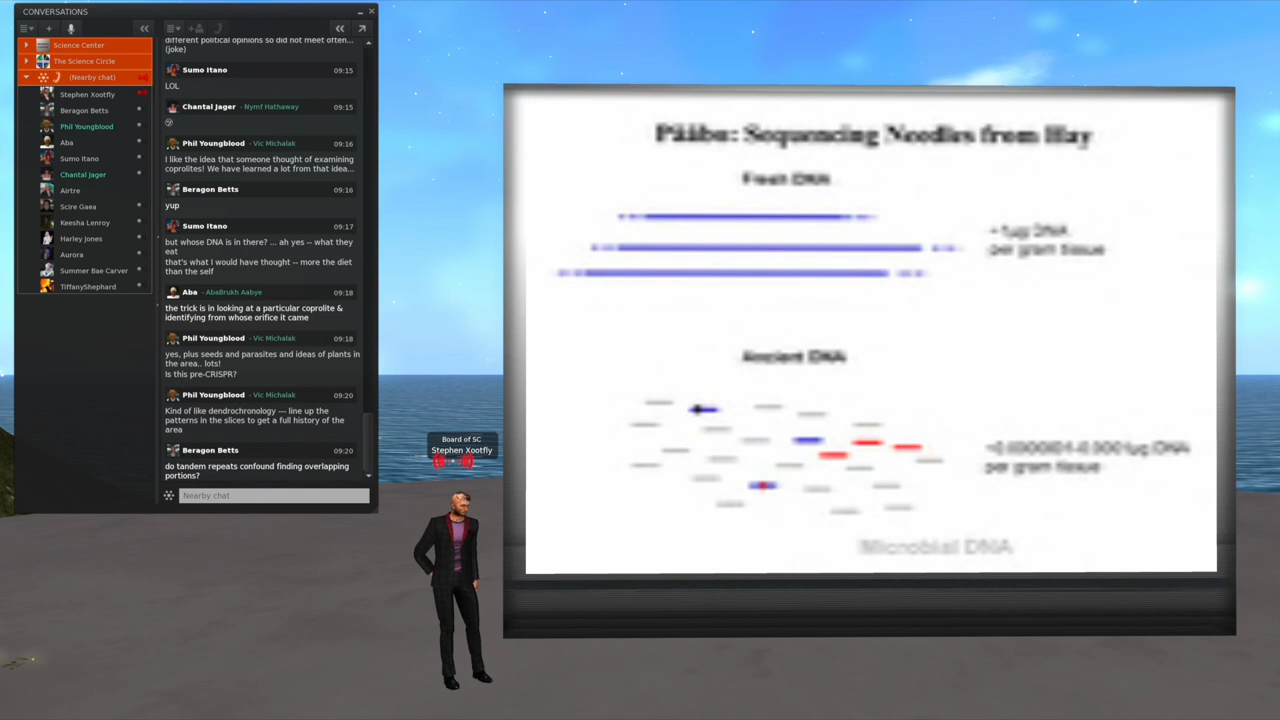 CONVERSATIONS
Science Center
The Science Circle
(Nearby chat)
Stephen Xootfly
Beragon Betts
Phil Youngblood
Aba
Sumo Itano
Chantal Jager
Airtre
Scire Gaea
Keesha Lenroy
Harley Jones
Aurora
Summer Bae Carver
TiffanyShephard
different political opinions so did not meet often...
(joke)
Sumo Itano 09:15
LOL
Chantal Jager - Nymf Hathaway 09:15
Phil Youngblood - Vic Michalak 09:16
I like the idea that someone thought of examining
coprolites! We have learned a lot from that idea...
Beragon Betts 09:16
yup
Sumo Itano 09:17
but whose DNA is in there? ... ah yes -- what they
eat
that's what I would have thought -- more the diet
than the self
Aba - AbaBrukh Aabye 09:18
the trick is in looking at a particular coprolite &
identifying from whose orifice it came
Phil Youngblood - Vic Michalak 09:18
yes, plus seeds and parasites and ideas of plants in
the area.. lots!
Is this pre-CRISPR?
Phil Youngblood - Vic Michalak 09:20
Kind of like dendrochronology --- line up the
patterns in the slices to get a full history of the
area
Beragon Betts 09:20
do tandem repeats confound finding overlapping
portions?
Nearby chat
Board of SC
Stephen Xootfly
Pääbo: Sequencing Needles from Hay
Fresh DNA
~1µg DNA
per gram tissue
Ancient DNA
DNA
per gram tissue
Microbial DNA